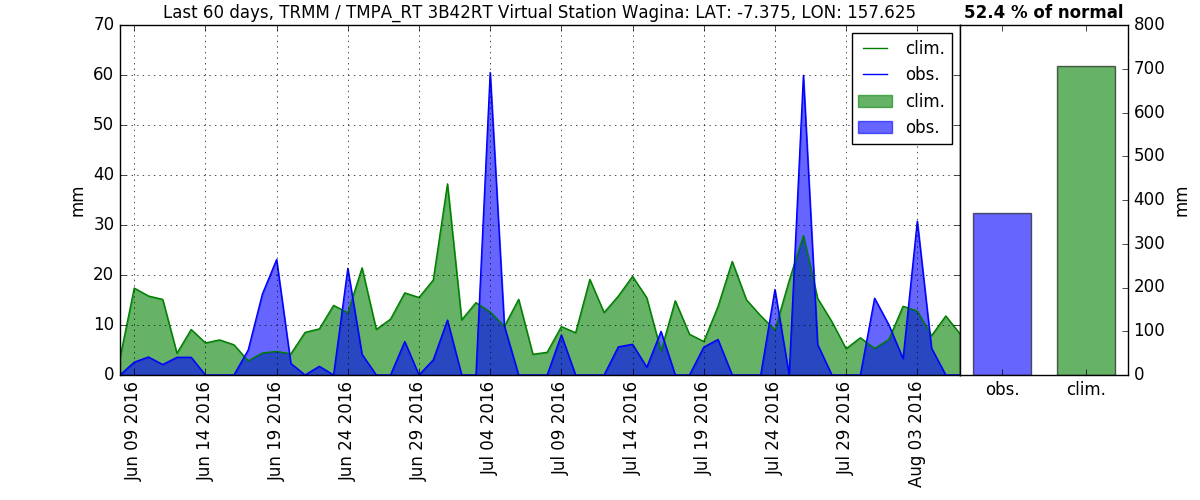 Last 60 days, TRMM / TMPA_RT 3B42RT Virtual Station Wagina: LAT: -7.375, LON: 157.625
52.4 % of normal
70
60
50
40
30
20
10
0
mm
clim.
obs.
clim.
obs.
800
700
600
500
400
300
200
100
0
mm
obs.
clim.
Jun 09 2016
Jun 14 2016
Jun 19 2016
Jun 24 2016
Jun 29 2016
Jul 04 2016
Jul 09 2016
Jul 14 2016
Jul 19 2016
Jul 24 2016
Jul 29 2016
Aug 03 2016